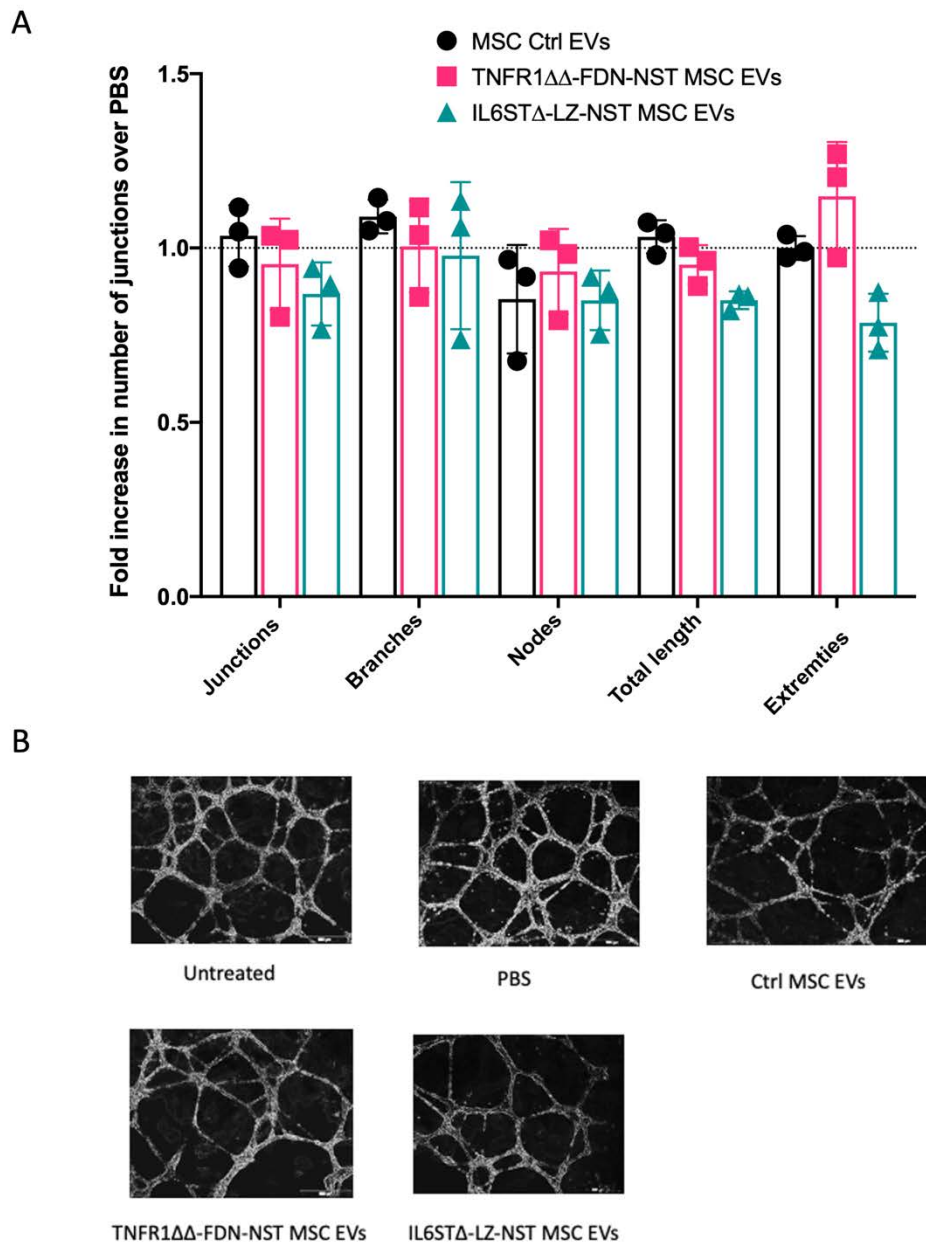 A
MSC Ctrl EVs
TNFR1ΔΔ-FDN-NST MSC EVs
IL6STΔ-LZ-NST MSC EVs
Fold increase in number of junctions over PBS
1.5
1.0
0.5
0.0
Junctions
Branches
Nodes
Total length
Extremties
B
Untreated
PBS
Ctrl MSC EVs
TNFR1ΔΔ-FDN-NST MSC EVs
IL6STΔ-LZ-NST MSC EVs